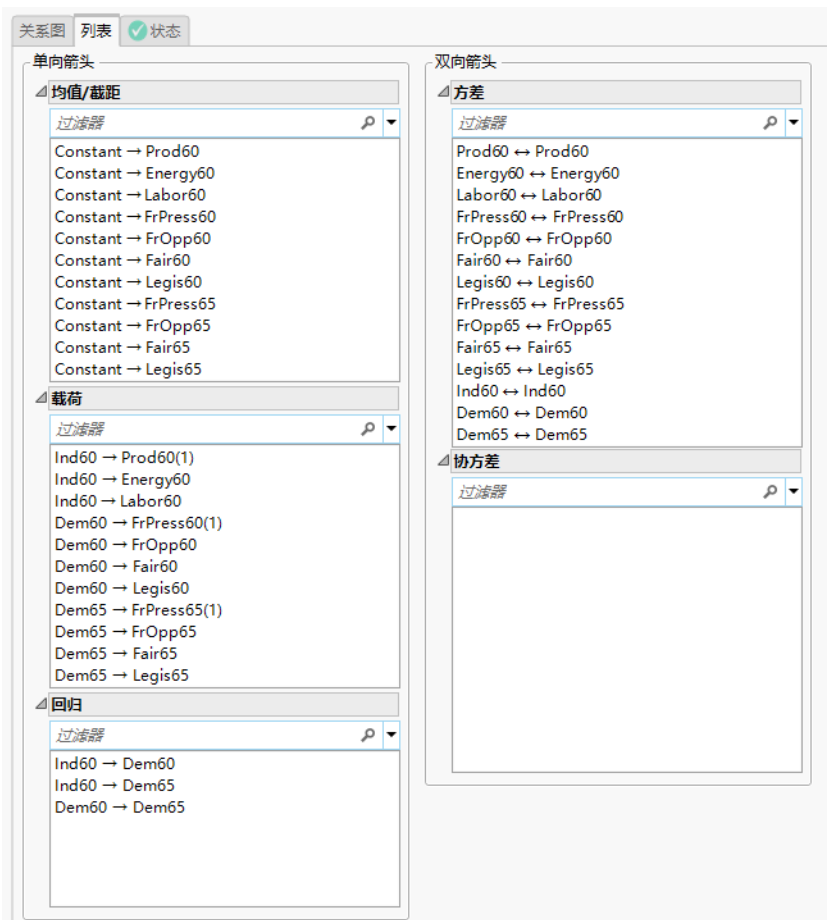 关系图 列表 状态
单向箭头
均值/截距
过滤器
Constant → Prod60
Constant → Energy60
Constant → Labor60
Constant → FrPress60
Constant → FrOpp60
Constant → Fair60
Constant → Legis60
Constant → FrPress65
Constant → FrOpp65
Constant → Fair65
Constant → Legis65
载荷
过滤器
Ind60 → Prod60(1)
Ind60 → Energy60
Ind60 → Labor60
Dem60 → FrPress60(1)
Dem60 → FrOpp60
Dem60 → Fair60
Dem60 → Legis60
Dem65 → FrPress65(1)
Dem65 → FrOpp65
Dem65 → Fair65
Dem65 → Legis65
回归
过滤器
Ind60 → Dem60
Ind60 → Dem65
Dem60 → Dem65
双向箭头
方差
过滤器
Prod60 ↔ Prod60
Energy60 ↔ Energy60
Labor60 ↔ Labor60
FrPress60 ↔ FrPress60
FrOpp60 ↔ FrOpp60
Fair60 ↔ Fair60
Legis60 ↔ Legis60
FrPress65 ↔ FrPress65
FrOpp65 ↔ FrOpp65
Fair65 ↔ Fair65
Legis65 ↔ Legis65
Ind60 ↔ Ind60
Dem60 ↔ Dem60
Dem65 ↔ Dem65
协方差
过滤器